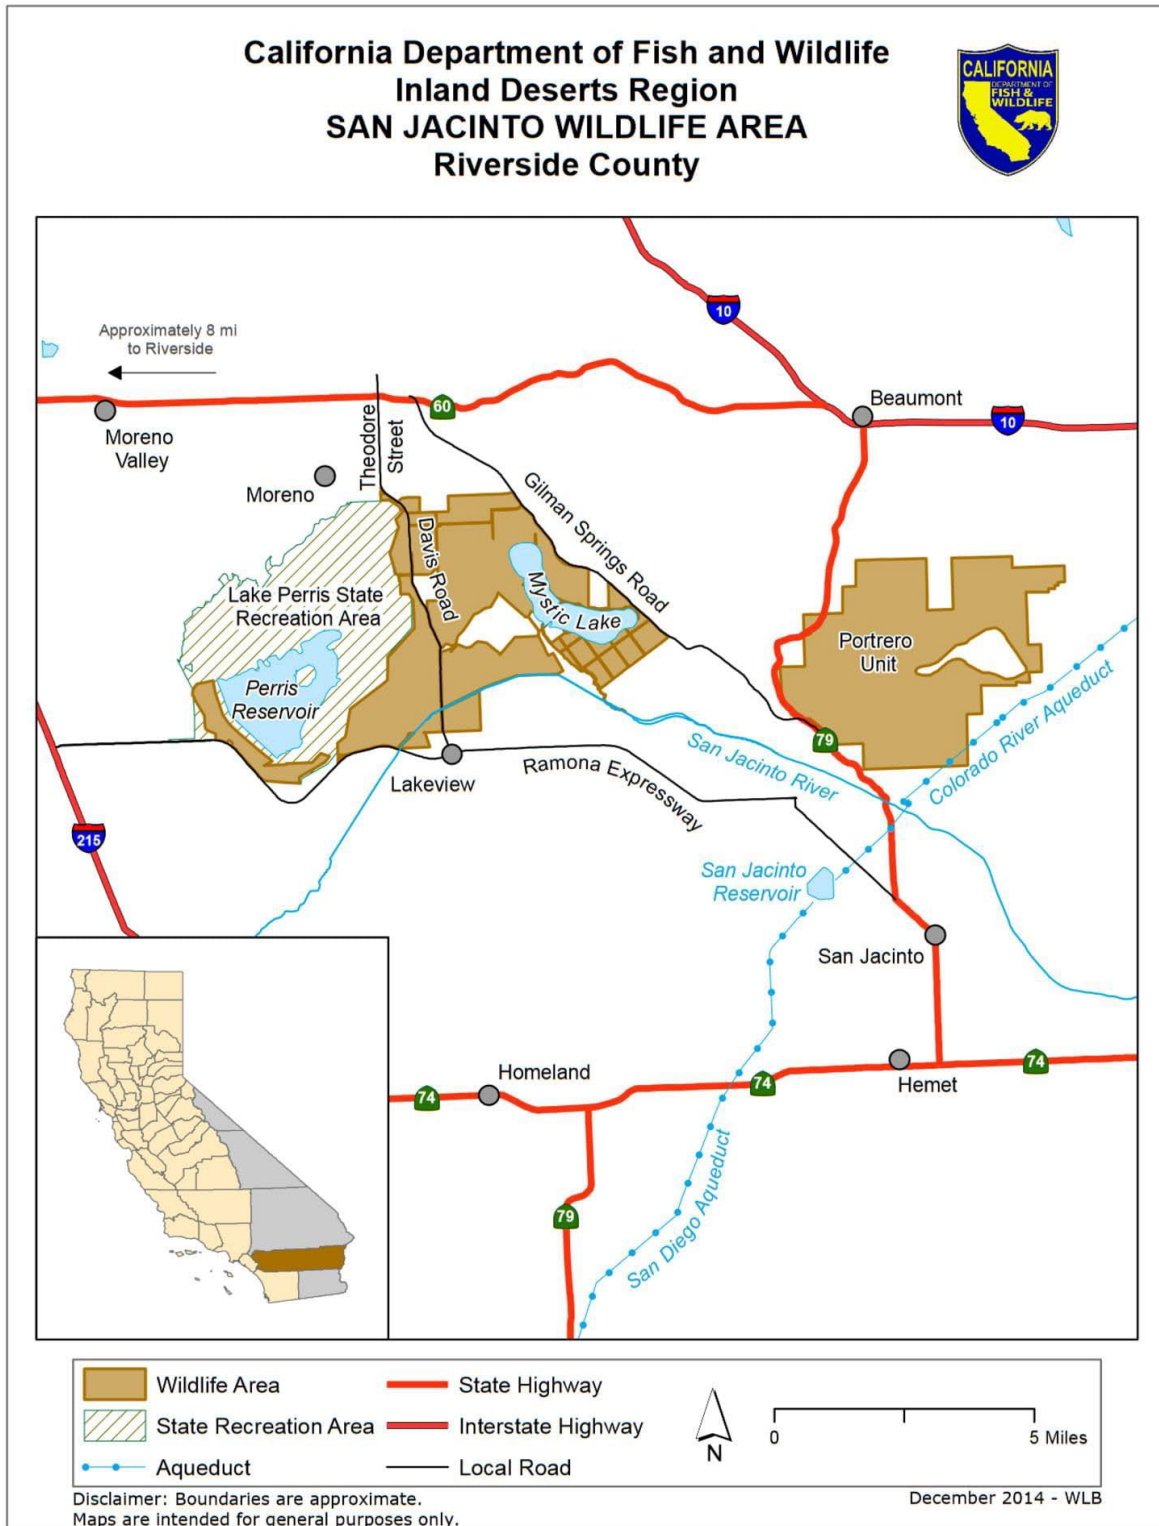 California Department of Fish and Wildlife
Inland Deserts Region
SAN JACINTO WILDLIFE AREA
Riverside County
CALIFORNIA
DEPARTMENT OF
FISH &
WILDLIFE
10
Approximately 8 mi
to Riverside
Beaumont
60
10
Moreno
Valley
Theodore
Street
Moreno
Gilman Springs Road
Davis Road
Mystic Lake
Lake Perris State
Recreation Area
Portrero
Unit
Perris
Reservoir
Colorado River Aqueduct
79
San Jacinto River
Lakeview
Ramona Expressway
215
San Jacinto
Reservoir
San Jacinto
Homeland
74
74
Hemet
74
79
San Diego Aqueduct
Wildlife Area
State Highway
State Recreation Area
Interstate Highway
Aqueduct
Local Road
N
0
5 Miles
Disclaimer: Boundaries are approximate.
Maps are intended for general purposes only.
December 2014 - WLB